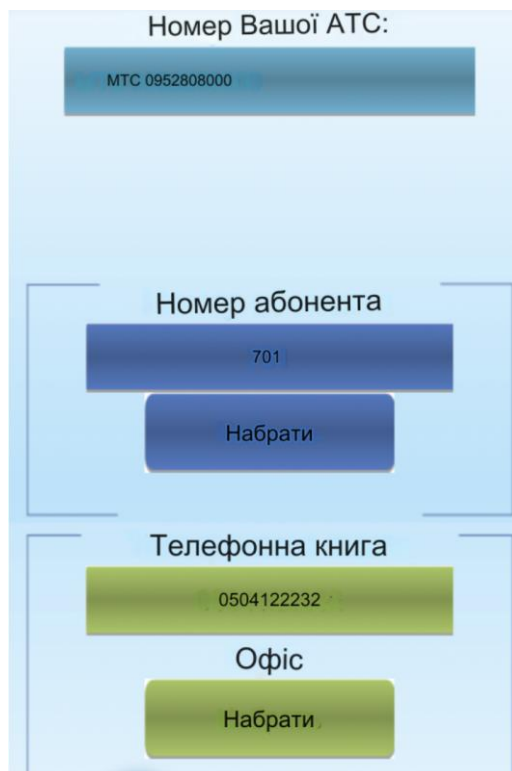 Номер Вашої АТС:
МТС 0952808000
Номер абонента
701
Набрати
Телефонна книга
0504122232
Офіс
Набрати